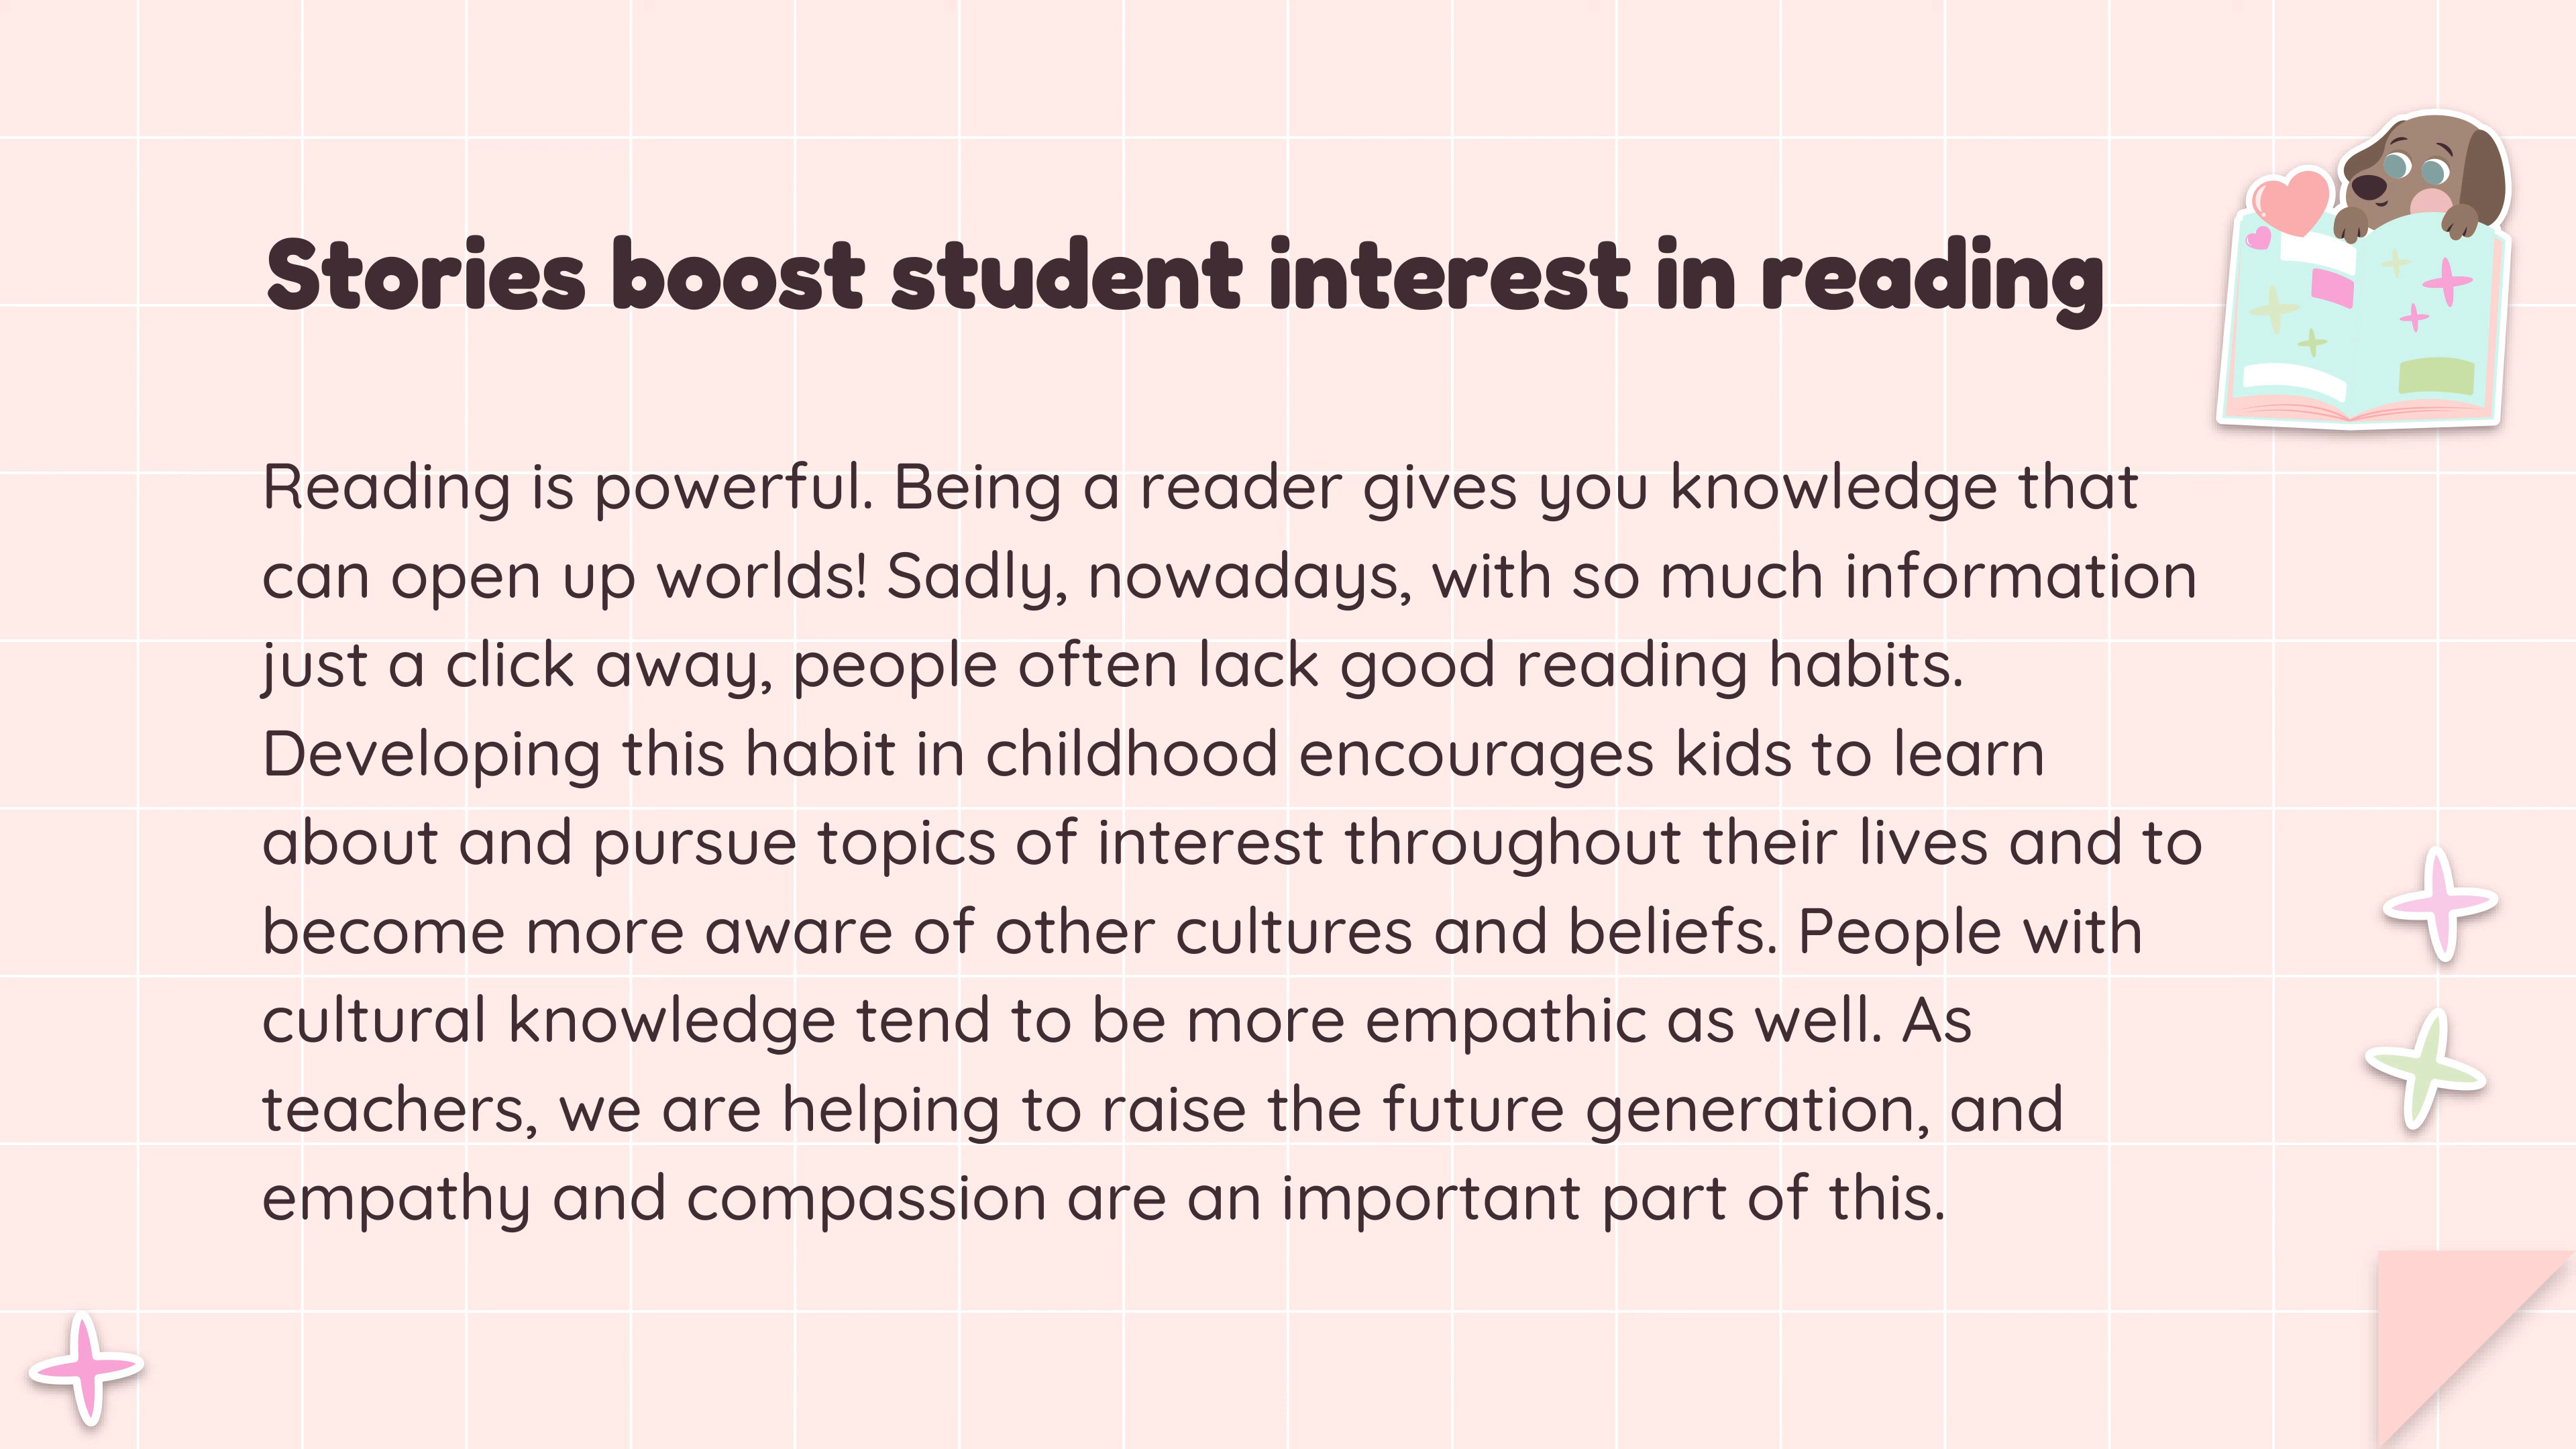 Stories boost student interest in reading
Reading is powerful. Being a reader gives you knowledge that
can open up worlds! Sadly, nowadays, with so much information
just a click away, people often lack good reading habits.
Developing this habit in childhood encourages kids to learn
about and pursue topics of interest throughout their lives and to
become more aware of other cultures and beliefs. People with
cultural knowledge tend to be more empathic as well. As
teachers, we are helping to raise the future generation, and
empathy and compassion are an important part of this.